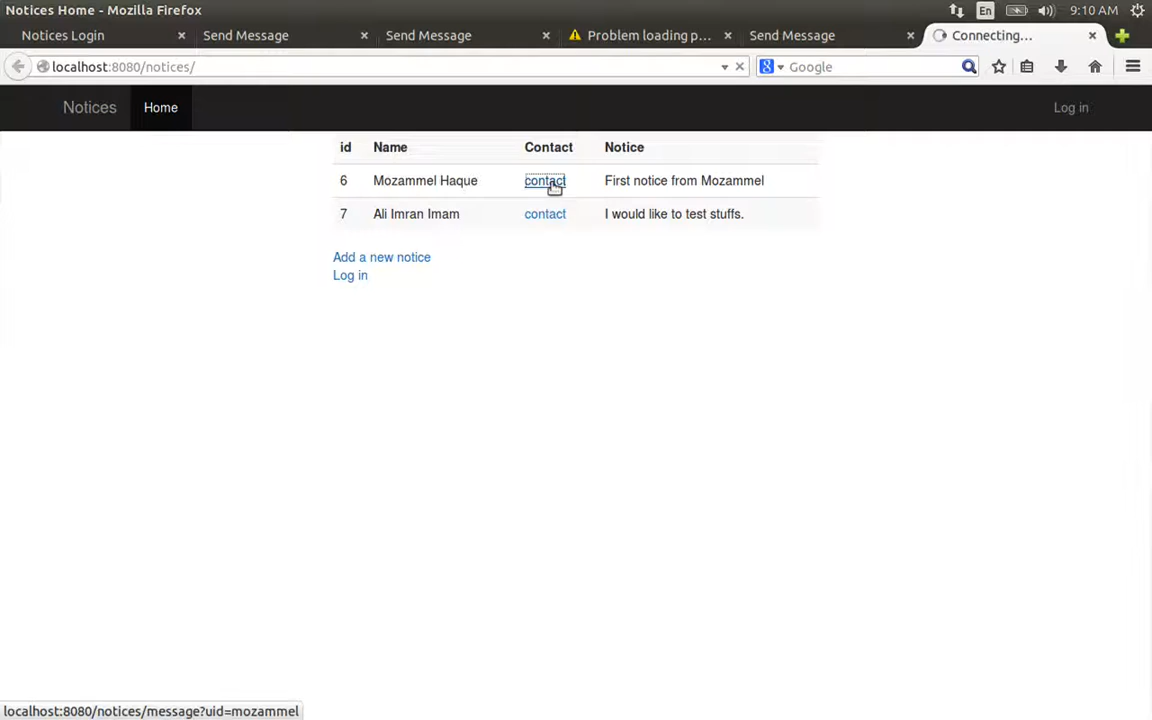 Notices Home - Mozilla Firefox
En
9:10 AM
Notices Login
Send Message
Send Message
Problem loading p...
Send Message
Connecting...
localhost:8080/notices/
Google
Notices
Home
Log in
id Name Contact Notice
6 Mozammel Haque contact First notice from Mozammel
7 Ali Imran Imam contact I would like to test stuffs.
Add a new notice
Log in
localhost:8080/notices/message?uid=mozammel